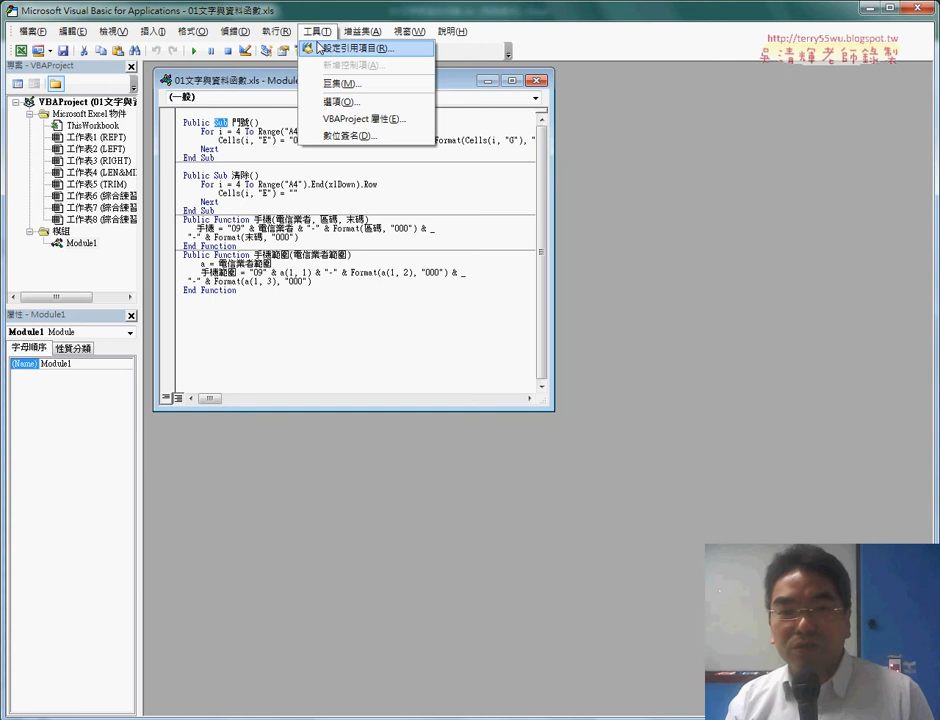 Microsoft Visual Basic for Applications - 01文字與資料函數.xls
檔案(F) 編輯(E) 檢視(V) 插入(I) 格式(O) 偵錯(D) 執行(R) 工具(T) 增益集(A) 視窗(W) 說明(H)
http://terry55wu.blogspot.tw
吳清輝老師錄製
設定引用項目(R)...
新增控制項(A)...
巨集(M)...
選項(O)...
VBAProject 屬性(E)...
數位簽名(D)...
專案 - VBAProject
VBAProject (01文字與
Microsoft Excel 物件
ThisWorkbook
工作表1 (REPT)
工作表2 (LEFT)
工作表3 (RIGHT)
工作表4 (LEN&MI
工作表5 (TRIM)
工作表6 (綜合練習
工作表7 (綜合練習
工作表8 (綜合練習
模組
Module1
屬性 - Module1
Module1 Module
字母順序 性質分類
(Name) Module1
01文字與資料函數.xls - Module
(一般)
Public Sub 門號()
For i = 4 To Range("A4
Cells(i, "E") = "0
Format(Cells(i, "G"), "
Next
End Sub
Public Sub 清除()
For i = 4 To Range("A4").End(xlDown).Row
Cells(i, "E") = ""
Next
End Sub
Public Function 手機(電信業者, 區碼, 末碼)
手機 = "09" & 電信業者 & "-" & Format(區碼, "000") & _
"-" & Format(末碼, "000")
End Function
Public Function 手機範圍(電信業者範圍)
a = 電信業者範圍
手機範圍 = "09" & a(1, 1) & "-" & Format(a(1, 2), "000") & _
"-" & Format(a(1, 3), "000")
End Function